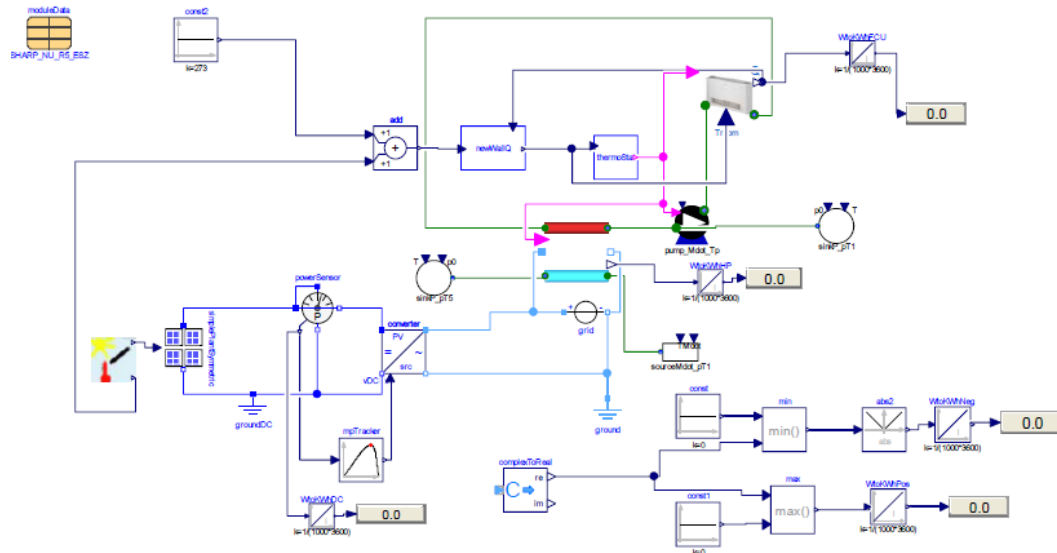 moduleData
SHARP_NU_R5_E5Z
const2
k=273
add
+1
+
+1
newWallQ
thermoStat
WtoKWhFCU
k=1/(1000*3600)
0.0
pump_Mdot_Tp
p0 T
sinkP_pT1
T p0
sinkP_pT5
WtoKWhHP
k=1/(1000*3600)
0.0
powerSensor
P
simplePlantSymmetric
converter
PV
=
~
src
vDC
+ -
grid
sourceMdot_pT1
groundDC
ground
mpTracker
WtoKWhDC
k=1/(1000*3600)
0.0
const
k=0
min
min()
abs2
abs
WtoKWhNeg
k=1/(1000*3600)
0.0
complexToReal
C
re
im
const1
k=0
max
max()
WtoKWhPos
k=1/(1000*3600)
0.0